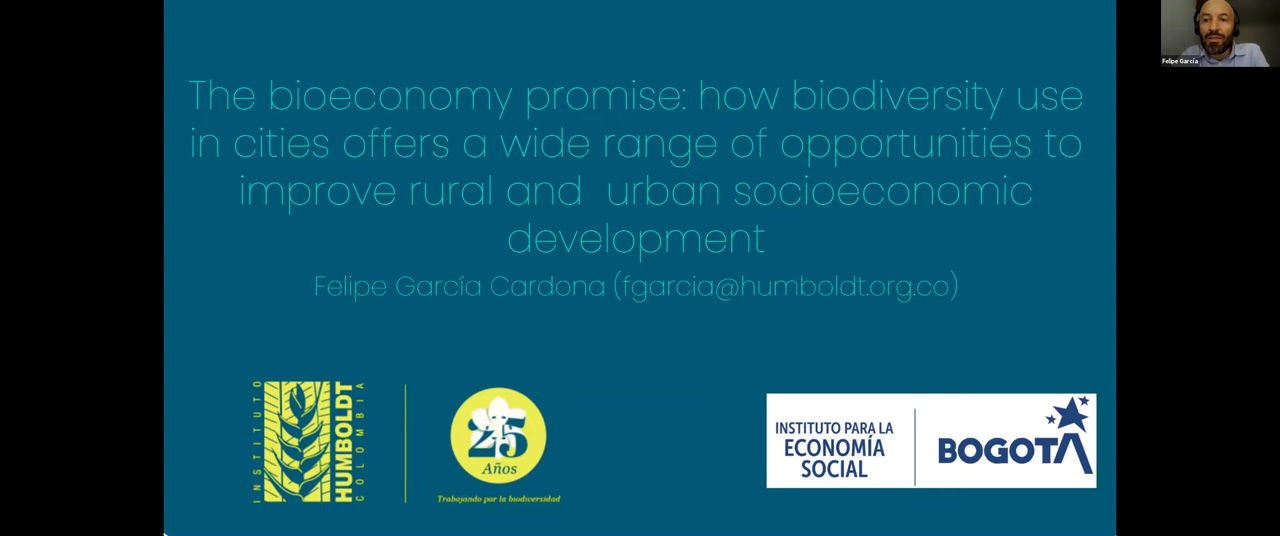 The bioeconomy promise: how biodiversity use
in cities offers a wide range of opportunities to
improve rural and urban socioeconomic
development
Felipe García Cardona (fgarcia@humboldt.org.co)
INSTITUTO
HUMBOLDT
COLOMBIA
25
Años
Trabajando por la biodiversidad
INSTITUTO PARA LA
ECONOMÍA
SOCIAL
BOGOTÁ
Felipe García